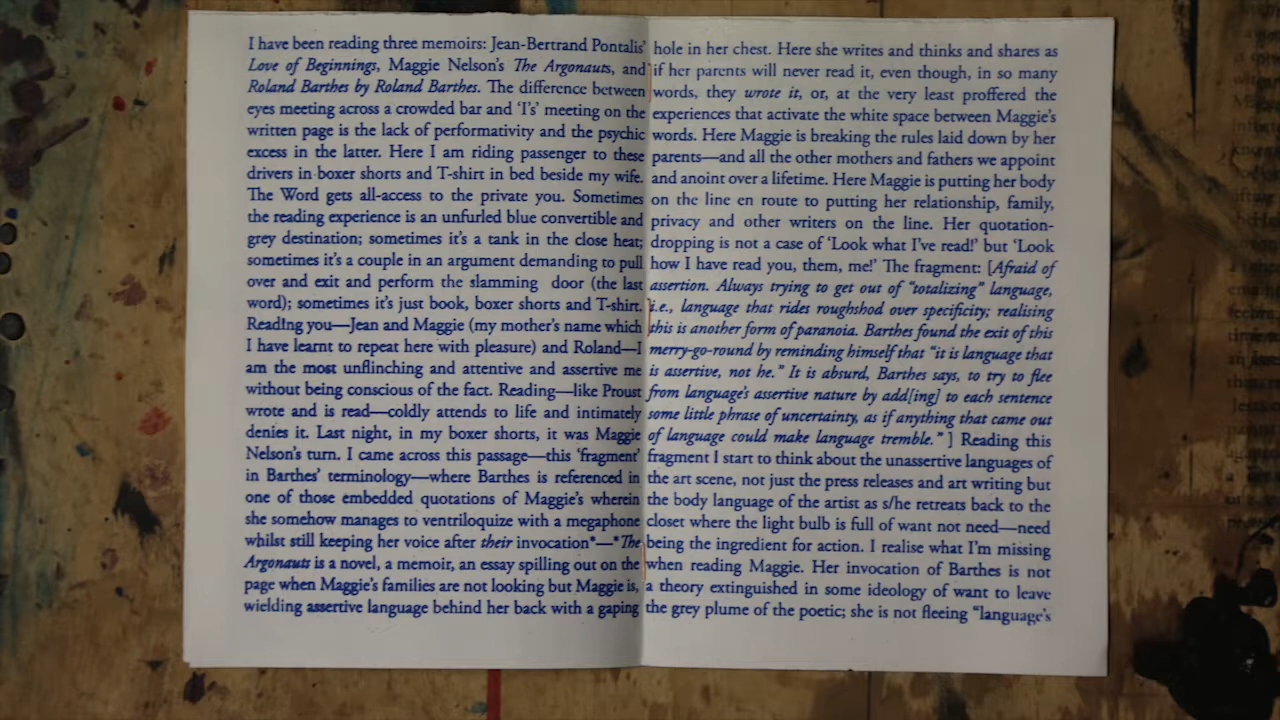 I have been reading three memoirs: Jean-Bertrand Pontalis'
Love of Beginnings, Maggie Nelson's The Argonauts, and
Roland Barthes by Roland Barthes. The difference between
eyes meeting across a crowded bar and 'I's' meeting on the
written page is the lack of performativity and the psychic
excess in the latter. Here I am riding passenger to these
drivers in boxer shorts and T-shirt in bed beside my wife.
The Word gets all-access to the private you. Sometimes
the reading experience is an unfurled blue convertible and
grey destination; sometimes it's a tank in the close heat;
sometimes it's a couple in an argument demanding to pull
over and exit and perform the slamming door (the last
word); sometimes it's just book, boxer shorts and T-shirt.
Reading you—Jean and Maggie (my mother's name which
I have learnt to repeat here with pleasure) and Roland—I
am the most unflinching and attentive and assertive me
without being conscious of the fact. Reading—like Proust
wrote and is read—coldly attends to life and intimately
denies it. Last night, in my boxer shorts, it was Maggie
Nelson's turn. I came across this passage—this 'fragment'
in Barthes' terminology—where Barthes is referenced in
one of those embedded quotations of Maggie's wherein
she somehow manages to ventriloquize with a megaphone
whilst still keeping her voice after their invocation*—*The
Argonauts is a novel, a memoir, an essay spilling out on the
page when Maggie's families are not looking but Maggie is,
wielding assertive language behind her back with a gaping
hole in her chest. Here she writes and thinks and shares as
if her parents will never read it, even though, in so many
words, they wrote it, or, at the very least proffered the
experiences that activate the white space between Maggie's
words. Here Maggie is breaking the rules laid down by her
parents—and all the other mothers and fathers we appoint
and anoint over a lifetime. Here Maggie is putting her body
on the line en route to putting her relationship, family,
privacy and other writers on the line. Her quotation-
dropping is not a case of 'Look what I've read!' but 'Look
how I have read you, them, me!' The fragment: [Afraid of
assertion. Always trying to get out of "totalizing" language,
i.e., language that rides roughshod over specificity; realising
this is another form of paranoia. Barthes found the exit of this
merry-go-round by reminding himself that "it is language that
is assertive, not he." It is absurd, Barthes says, to try to flee
from language's assertive nature by add[ing] to each sentence
some little phrase of uncertainty, as if anything that came out
of language could make language tremble." ] Reading this
fragment I start to think about the unassertive languages of
the art scene, not just the press releases and art writing but
the body language of the artist as s/he retreats back to the
closet where the light bulb is full of want not need—need
being the ingredient for action. I realise what I'm missing
when reading Maggie. Her invocation of Barthes is not
a theory extinguished in some ideology of want to leave
the grey plume of the poetic; she is not fleeing "language's